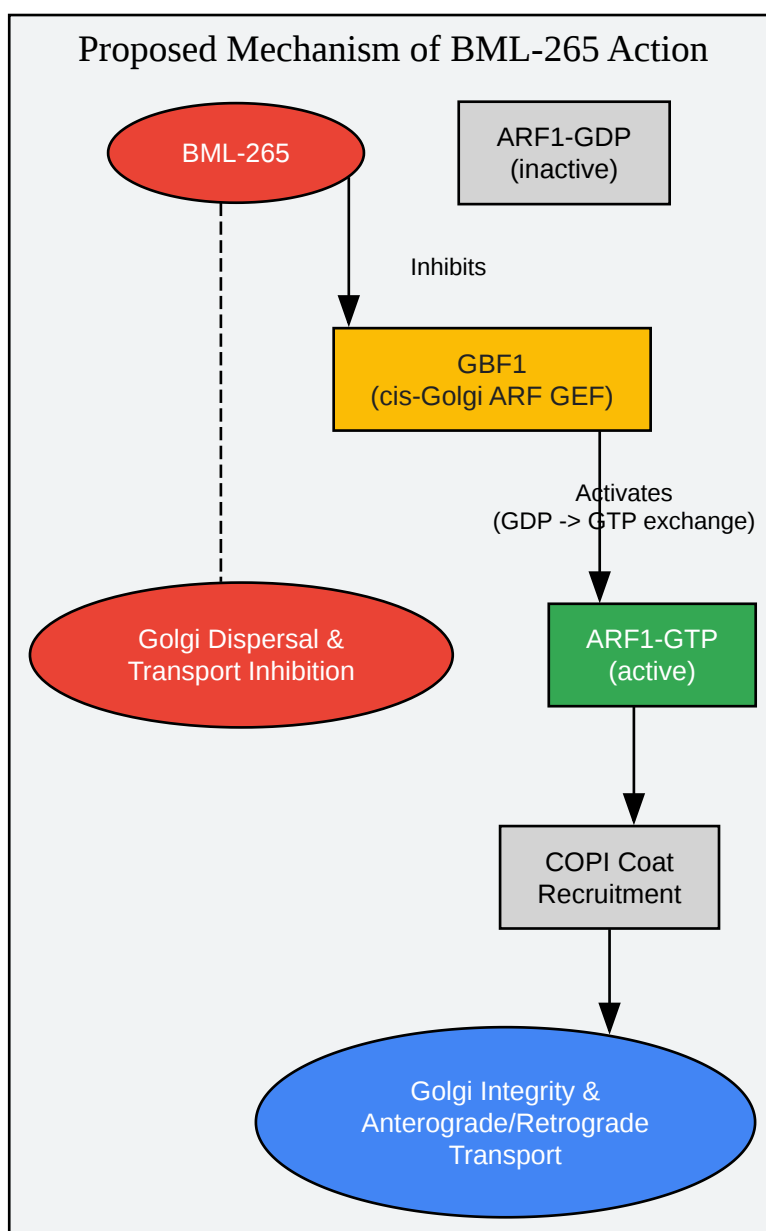 Proposed Mechanism of BML-265 Action
BML-265
ARF1-GDP
(inactive)
Inhibits
GBF1
(cis-Golgi ARF GEF)
Activates
(GDP -> GTP exchange)
Golgi Dispersal &
Transport Inhibition
ARF1-GTP
(active)
COPI Coat
Recruitment
Golgi Integrity &
Anterograde/Retrograde
Transport